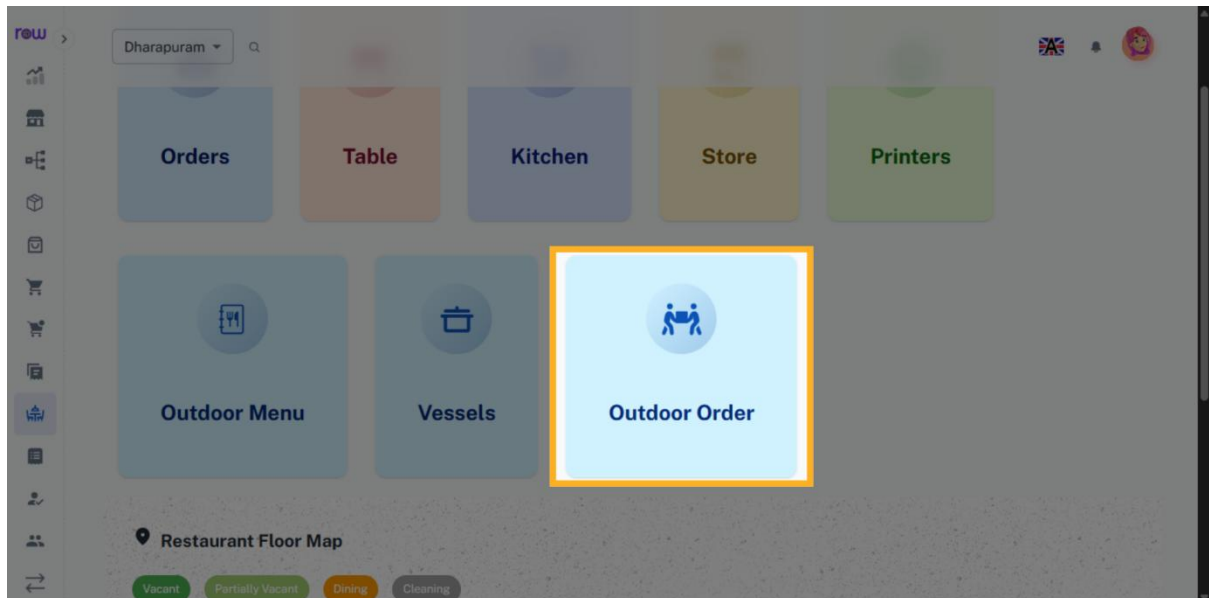 row
Dharapuram
A
Orders
Table
Kitchen
Store
Printers
Outdoor Menu
Vessels
Outdoor Order
Restaurant Floor Map
Vacant
Partially Vacant
Dining
Cleaning